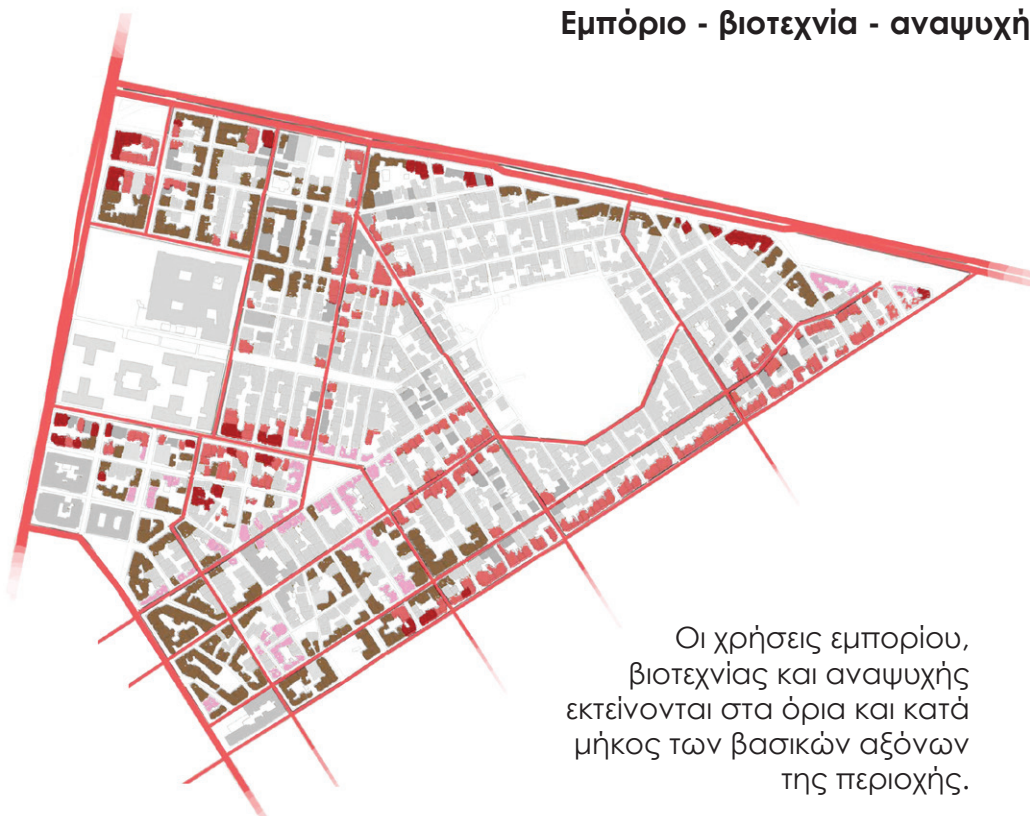 Εμπόριο - βιοτεχνία - αναψυχή
Οι χρήσεις εμπορίου,
βιοτεχνίας και αναψυχής
εκτείνονται στα όρια και κατά
μήκος των βασικών αξόνων
της περιοχής.